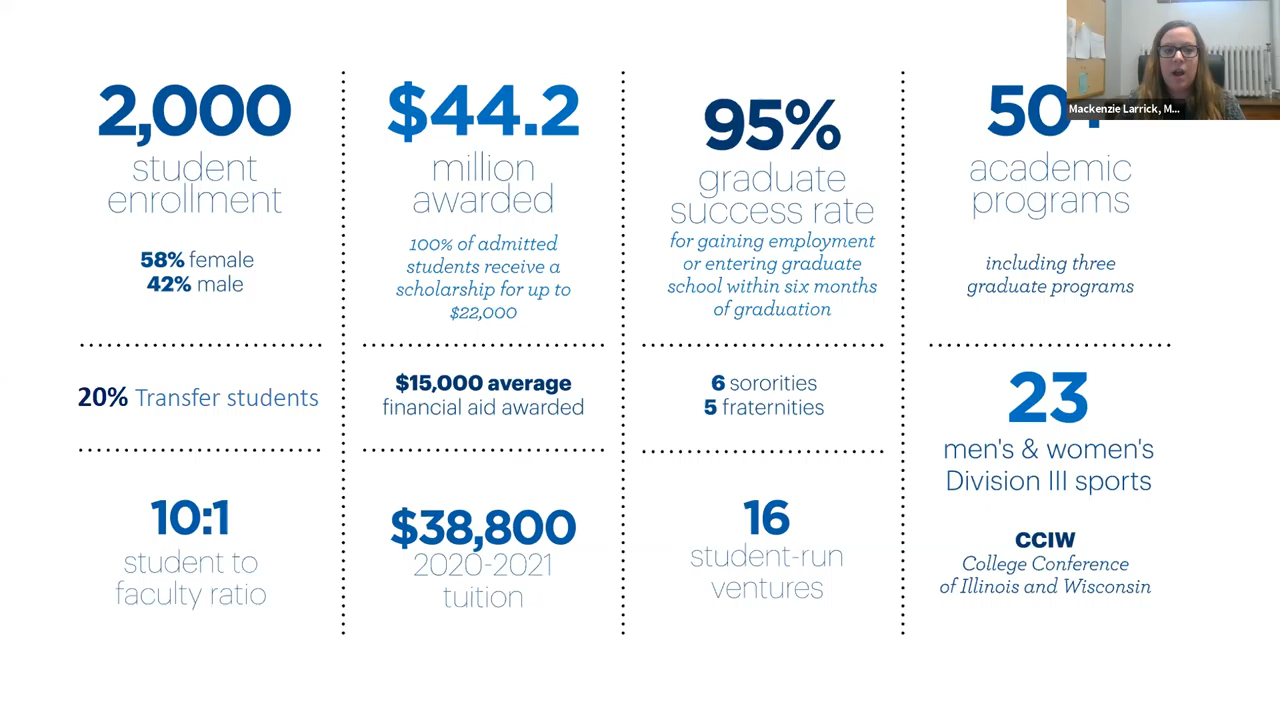 2,000
student
enrollment
58% female
42% male
20% Transfer students
10:1
student to
faculty ratio
$44.2
million
awarded
100% of admitted
students receive a
scholarship for up to
$22,000
$15,000 average
financial aid awarded
$38,800
2020-2021
tuition
95%
graduate
success rate
for gaining employment
or entering graduate
school within six months
of graduation
6 sororities
5 fraternities
16
student-run
ventures
50+
academic
programs
including three
graduate programs
23
men's & women's
Division III sports
CCIW
College Conference
of Illinois and Wisconsin
Mackenzie Larrick, M...